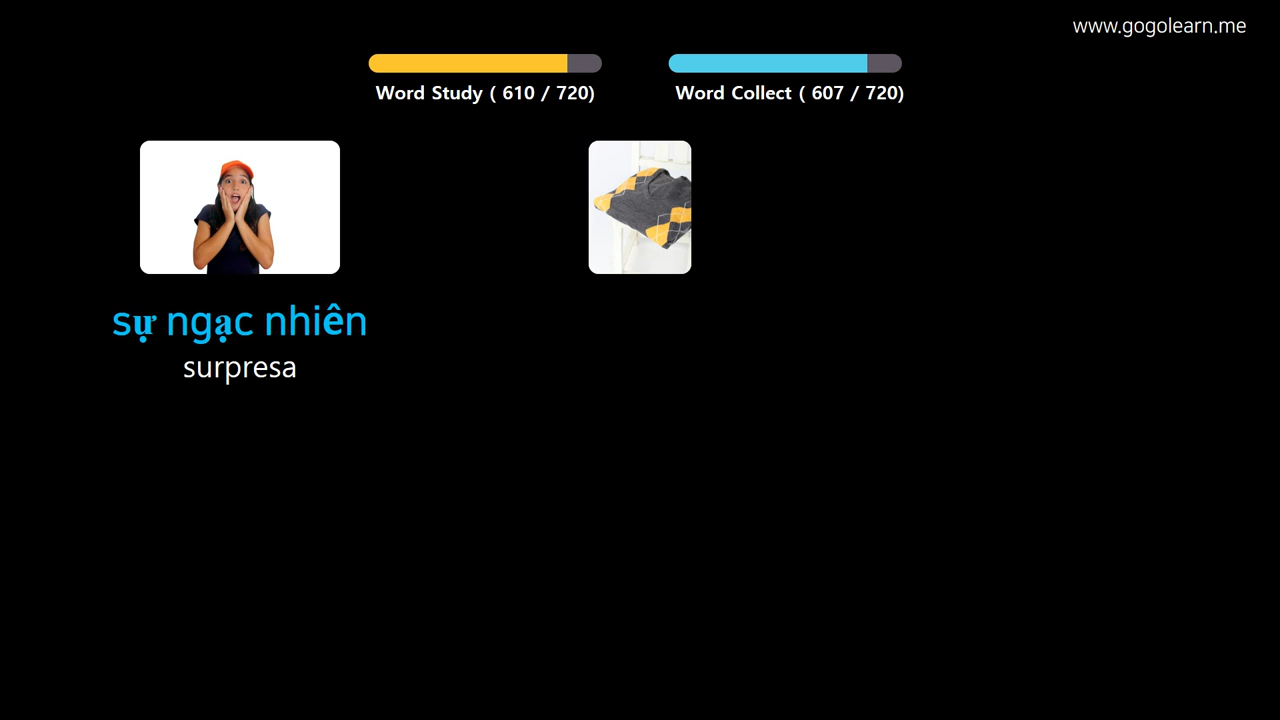 www.gogolearn.me
Word Study ( 610 / 720)
Word Collect ( 607 / 720)
sự ngạc nhiên
surpresa